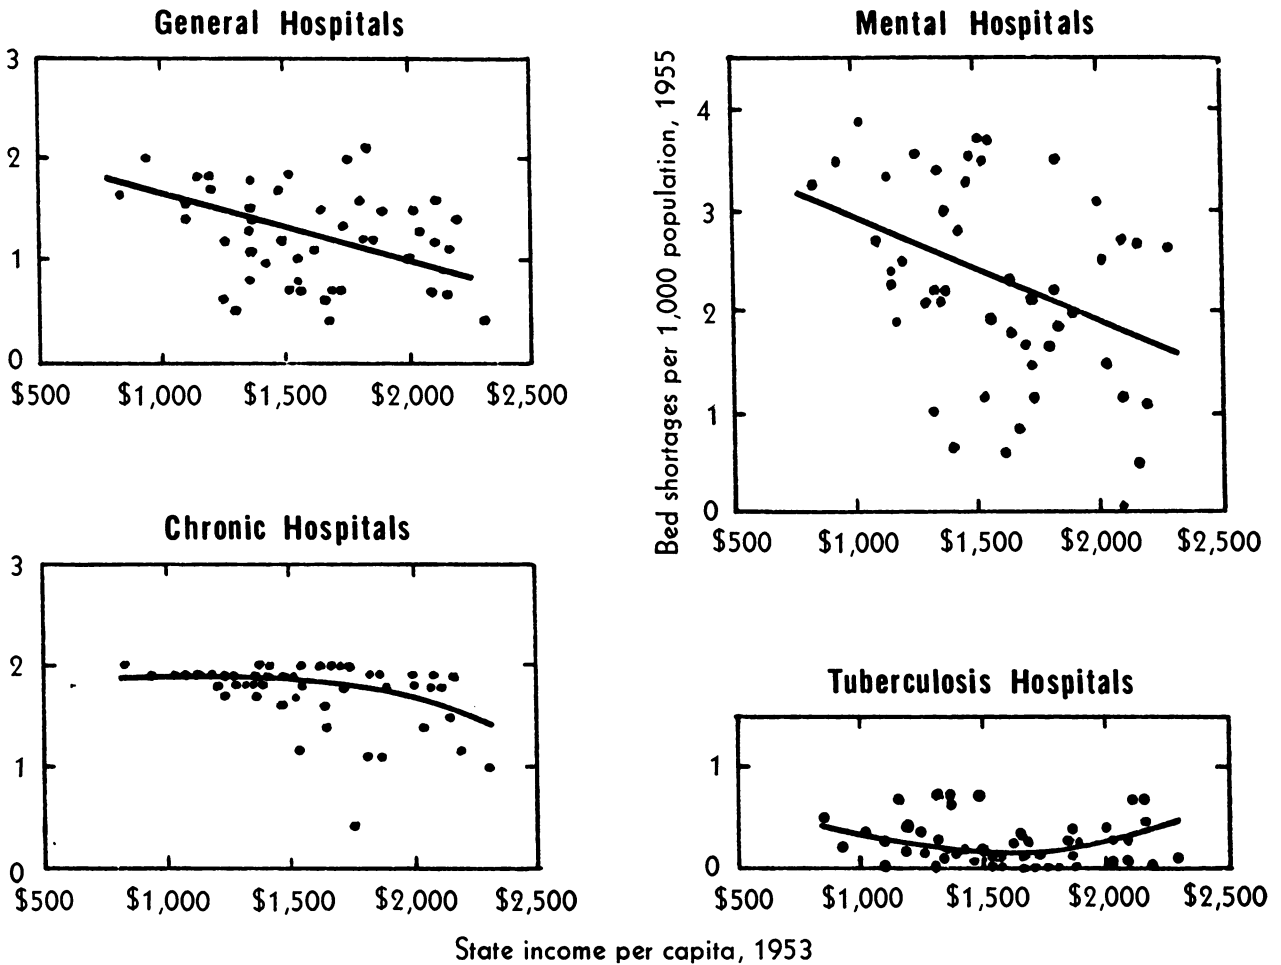 General Hospitals
3
2
1
0
$500 $1,000 $1,500 $2,000 $2,500
Mental Hospitals
Bed shortages per 1,000 population, 1955
4
3
2
1
0
$500 $1,000 $1,500 $2,000 $2,500
Chronic Hospitals
3
2
1
0
$500 $1,000 $1,500 $2,000 $2,500
Tuberculosis Hospitals
1
0
$500 $1,000 $1,500 $2,000 $2,500
State income per capita, 1953